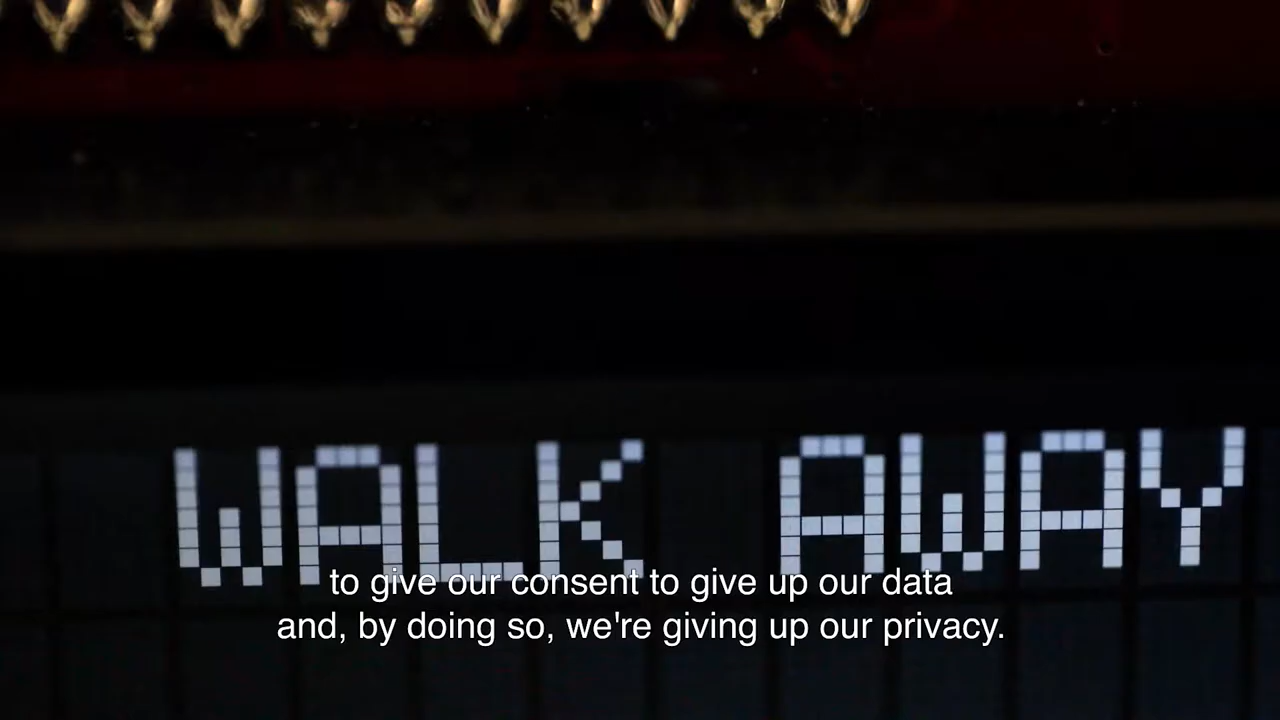 WALK AWAY
to give our consent to give up our data
and, by doing so, we're giving up our privacy.